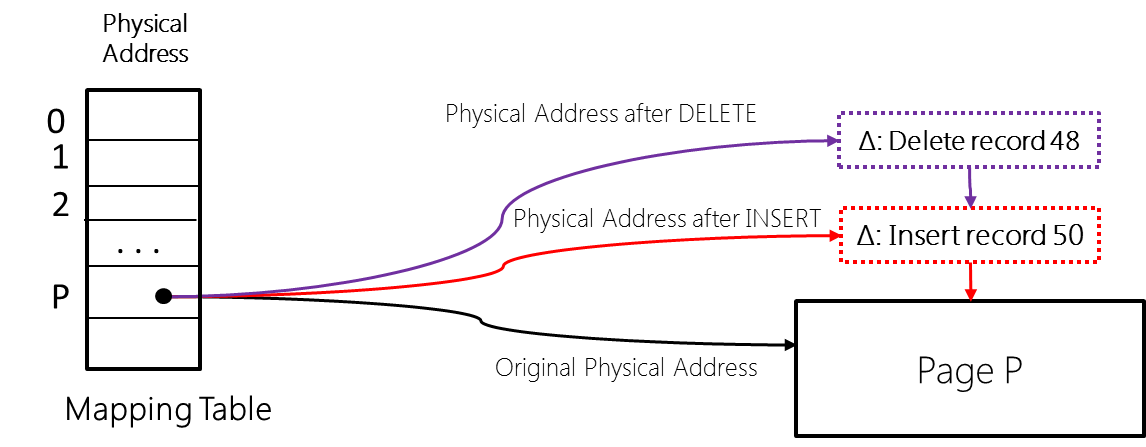 Physical
Address
0
1
2
. . .
P
Mapping Table
Physical Address after DELETE
Δ: Delete record 48
Physical Address after INSERT
Δ: Insert record 50
Original Physical Address
Page P